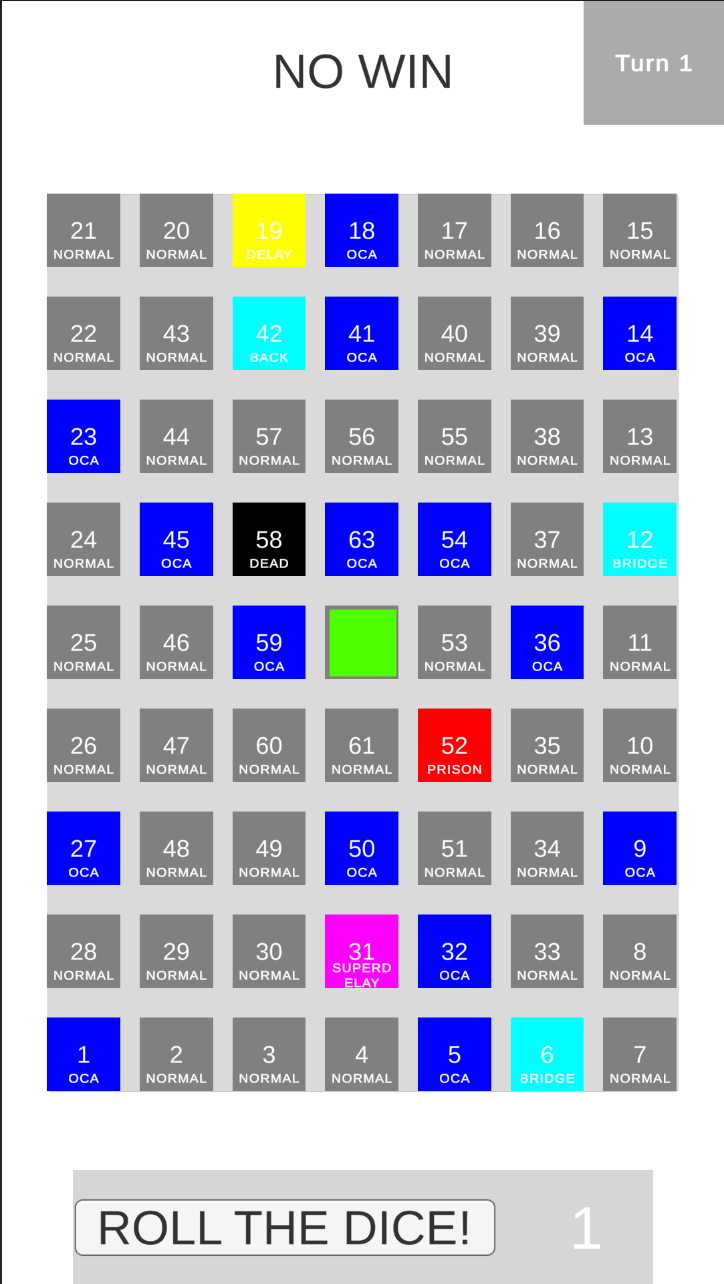 NO WIN
Turn 1
21 20 19 18 17 16 15
NORMAL NORMAL DELAY OCA NORMAL NORMAL NORMAL
22 43 42 41 40 39 14
NORMAL NORMAL BACK OCA NORMAL NORMAL OCA
23 44 57 56 55 38 13
OCA NORMAL NORMAL NORMAL NORMAL NORMAL NORMAL
24 45 58 63 54 37 12
NORMAL OCA DEAD OCA OCA NORMAL BRIDGE
25 46 59 53 36 11
NORMAL NORMAL OCA NORMAL OCA NORMAL
26 47 60 61 52 35 10
NORMAL NORMAL NORMAL NORMAL PRISON NORMAL NORMAL
27 48 49 50 51 34 9
OCA NORMAL NORMAL OCA NORMAL NORMAL OCA
28 29 30 31 32 33 8
NORMAL NORMAL NORMAL SUPERD OCA NORMAL NORMAL
ELAY
1 2 3 4 5 6 7
OCA NORMAL NORMAL NORMAL OCA BRIDGE NORMAL
ROLL THE DICE! 1